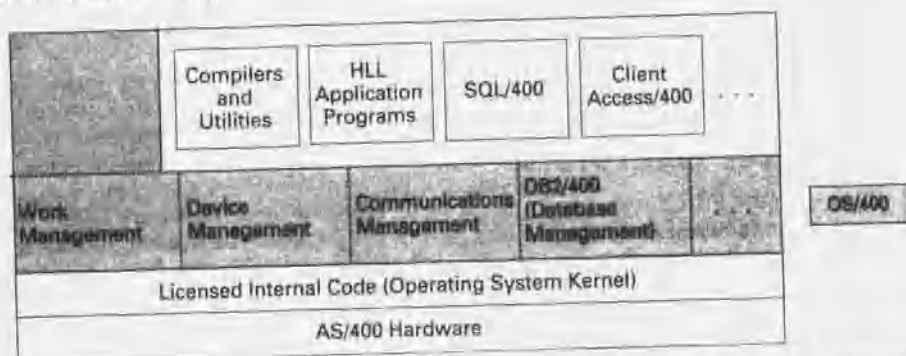 Compilers
and
Utilities
HLL
Application
Programs
SQL/400
Client
Access/400
. . .
Work
Management
Device
Management
Communications
Management
DB2/400
(Database
Management)
. . .
OS/400
Licensed Internal Code (Operating System Kernel)
AS/400 Hardware